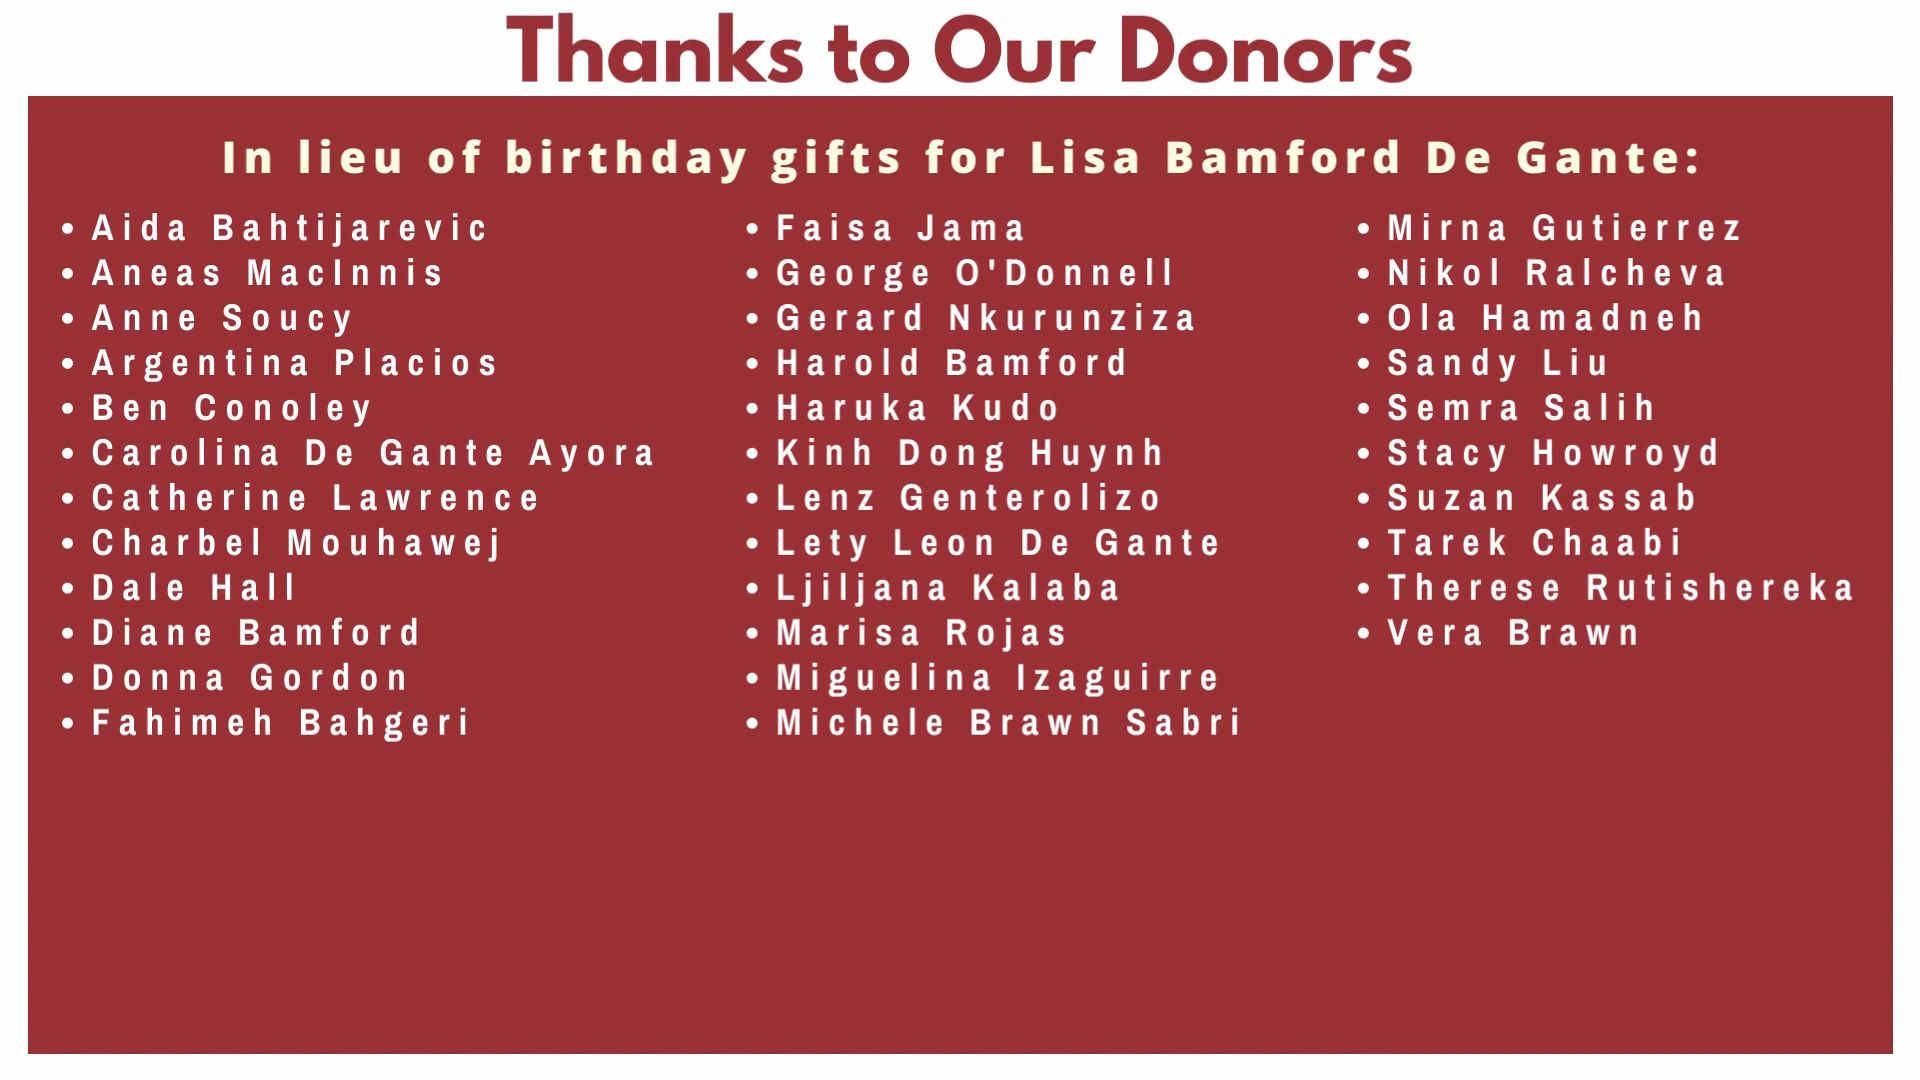 Thanks to Our Donors
In lieu of birthday gifts for Lisa Bamford De Gante:
• Aida Bahtijarevic
• Aneas MacInnis
• Anne Soucy
• Argentina Placios
• Ben Conoley
• Carolina De Gante Ayora
• Catherine Lawrence
• Charbel Mouhawej
• Dale Hall
• Diane Bamford
• Donna Gordon
• Fahimeh Bahgeri
• Faisa Jama
• George O'Donnell
• Gerard Nkurunziza
• Harold Bamford
• Haruka Kudo
• Kinh Dong Huynh
• Lenz Genterolizo
• Lety Leon De Gante
• Ljiljana Kalaba
• Marisa Rojas
• Miguelina Izaguirre
• Michele Brawn Sabri
• Mirna Gutierrez
• Nikol Ralcheva
• Ola Hamadneh
• Sandy Liu
• Semra Salih
• Stacy Howroyd
• Suzan Kassab
• Tarek Chaabi
• Therese Rutishereka
• Vera Brawn